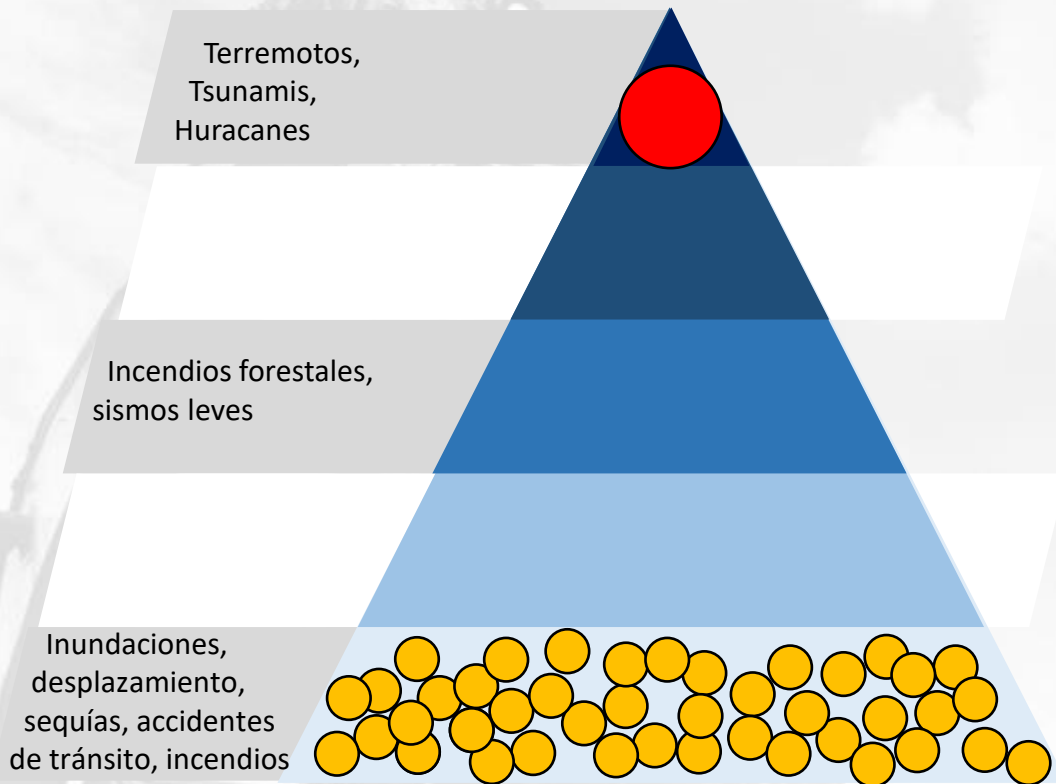 Terremotos,
Tsunamis,
Huracanes
Incendios forestales,
sismos leves
Inundaciones,
desplazamiento,
sequías, accidentes
de tránsito, incendios